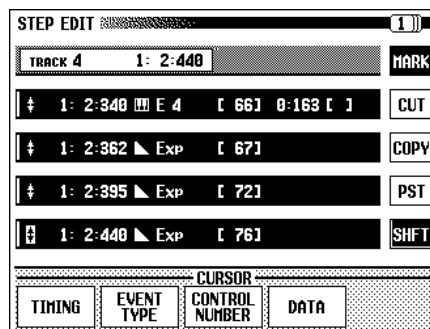 STEP EDIT 1
TRACK 4 1: 2:440
MARK
1: 2:340 E 4 [ 66] 0:163 [ ]
CUT
1: 2:362 Exp [ 67]
COPY
1: 2:395 Exp [ 72]
PST
1: 2:440 Exp [ 76]
SHFT
CURSOR
TIMING EVENT TYPE CONTROL NUMBER DATA